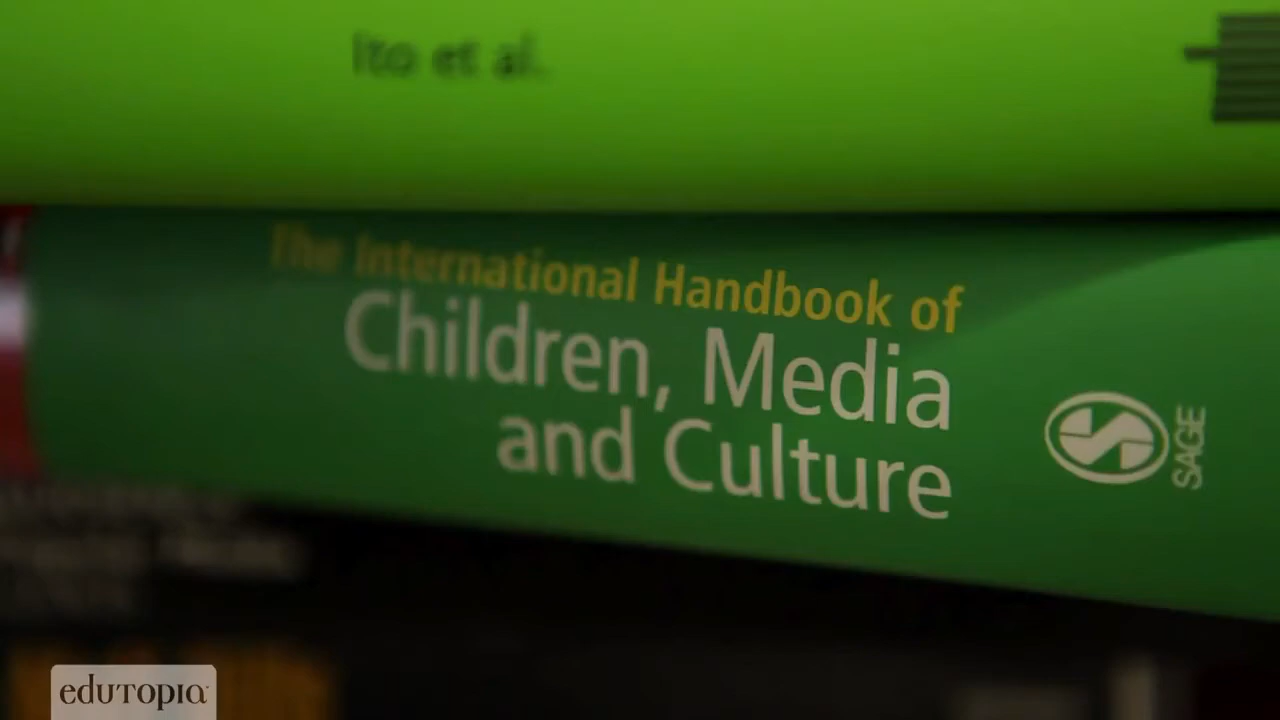 Ito et al.
The International Handbook of
Children, Media
and Culture
SAGE
edutopia